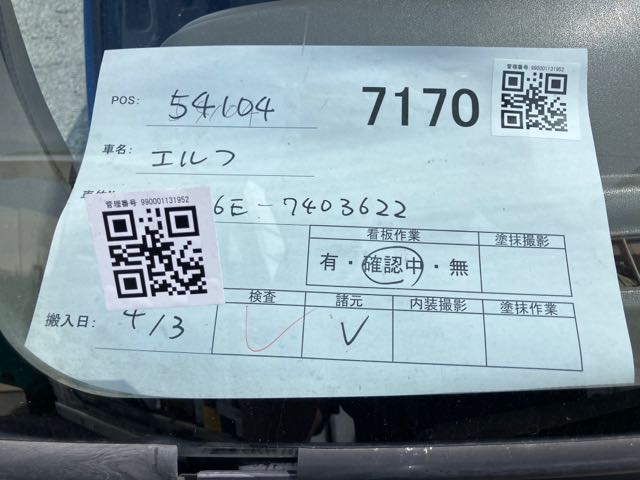 管理番号 990001131952
POS: 54604 7170
車名: エルフ
管理番号 990001131952
6E-7403622
看板作業 塗抹撮影
有・確認中・無
検査 諸元 内装撮影 塗抹作業
搬入日: 4/3 V